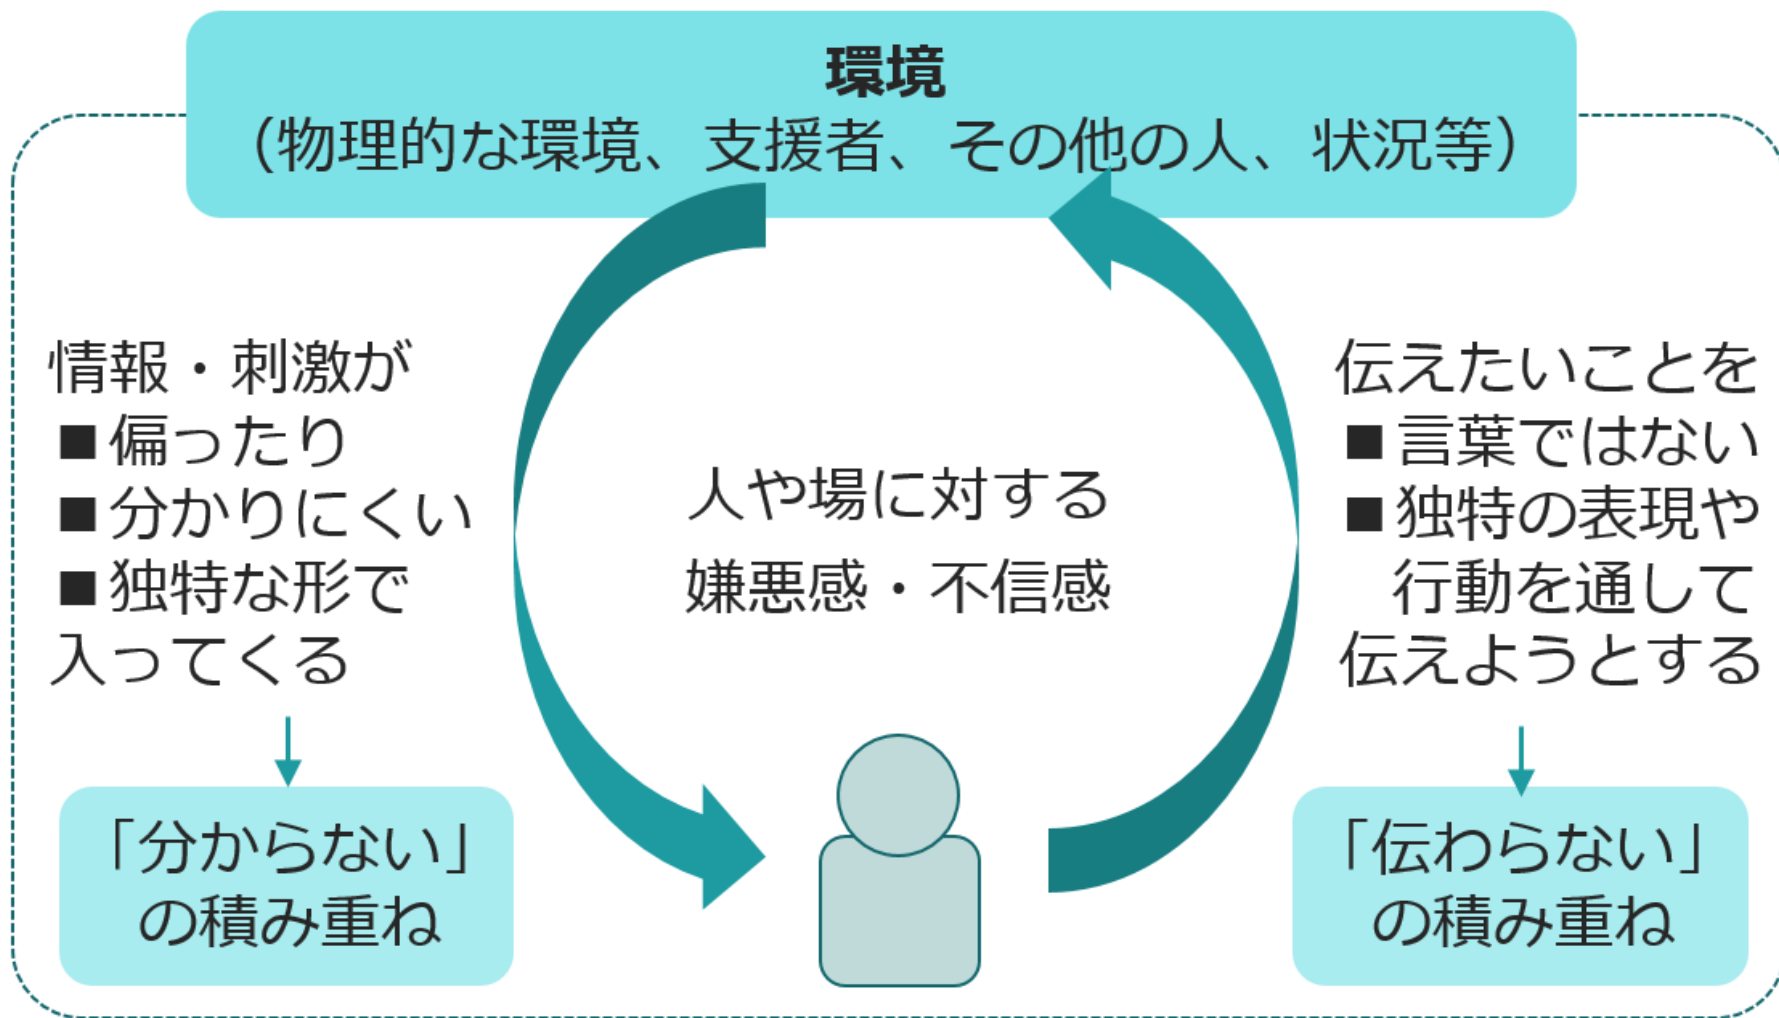 環境
（物理的な環境、支援者、その他の人、状況等）
情報・刺激が
■偏ったり
■分かりにくい
■独特な形で
入ってくる
「分からない」
の積み重ね
人や場に対する
嫌悪感・不信感
伝えたいことを
■言葉ではない
■独特の表現や
行動を通して
伝えようとする
「伝わらない」
の積み重ね